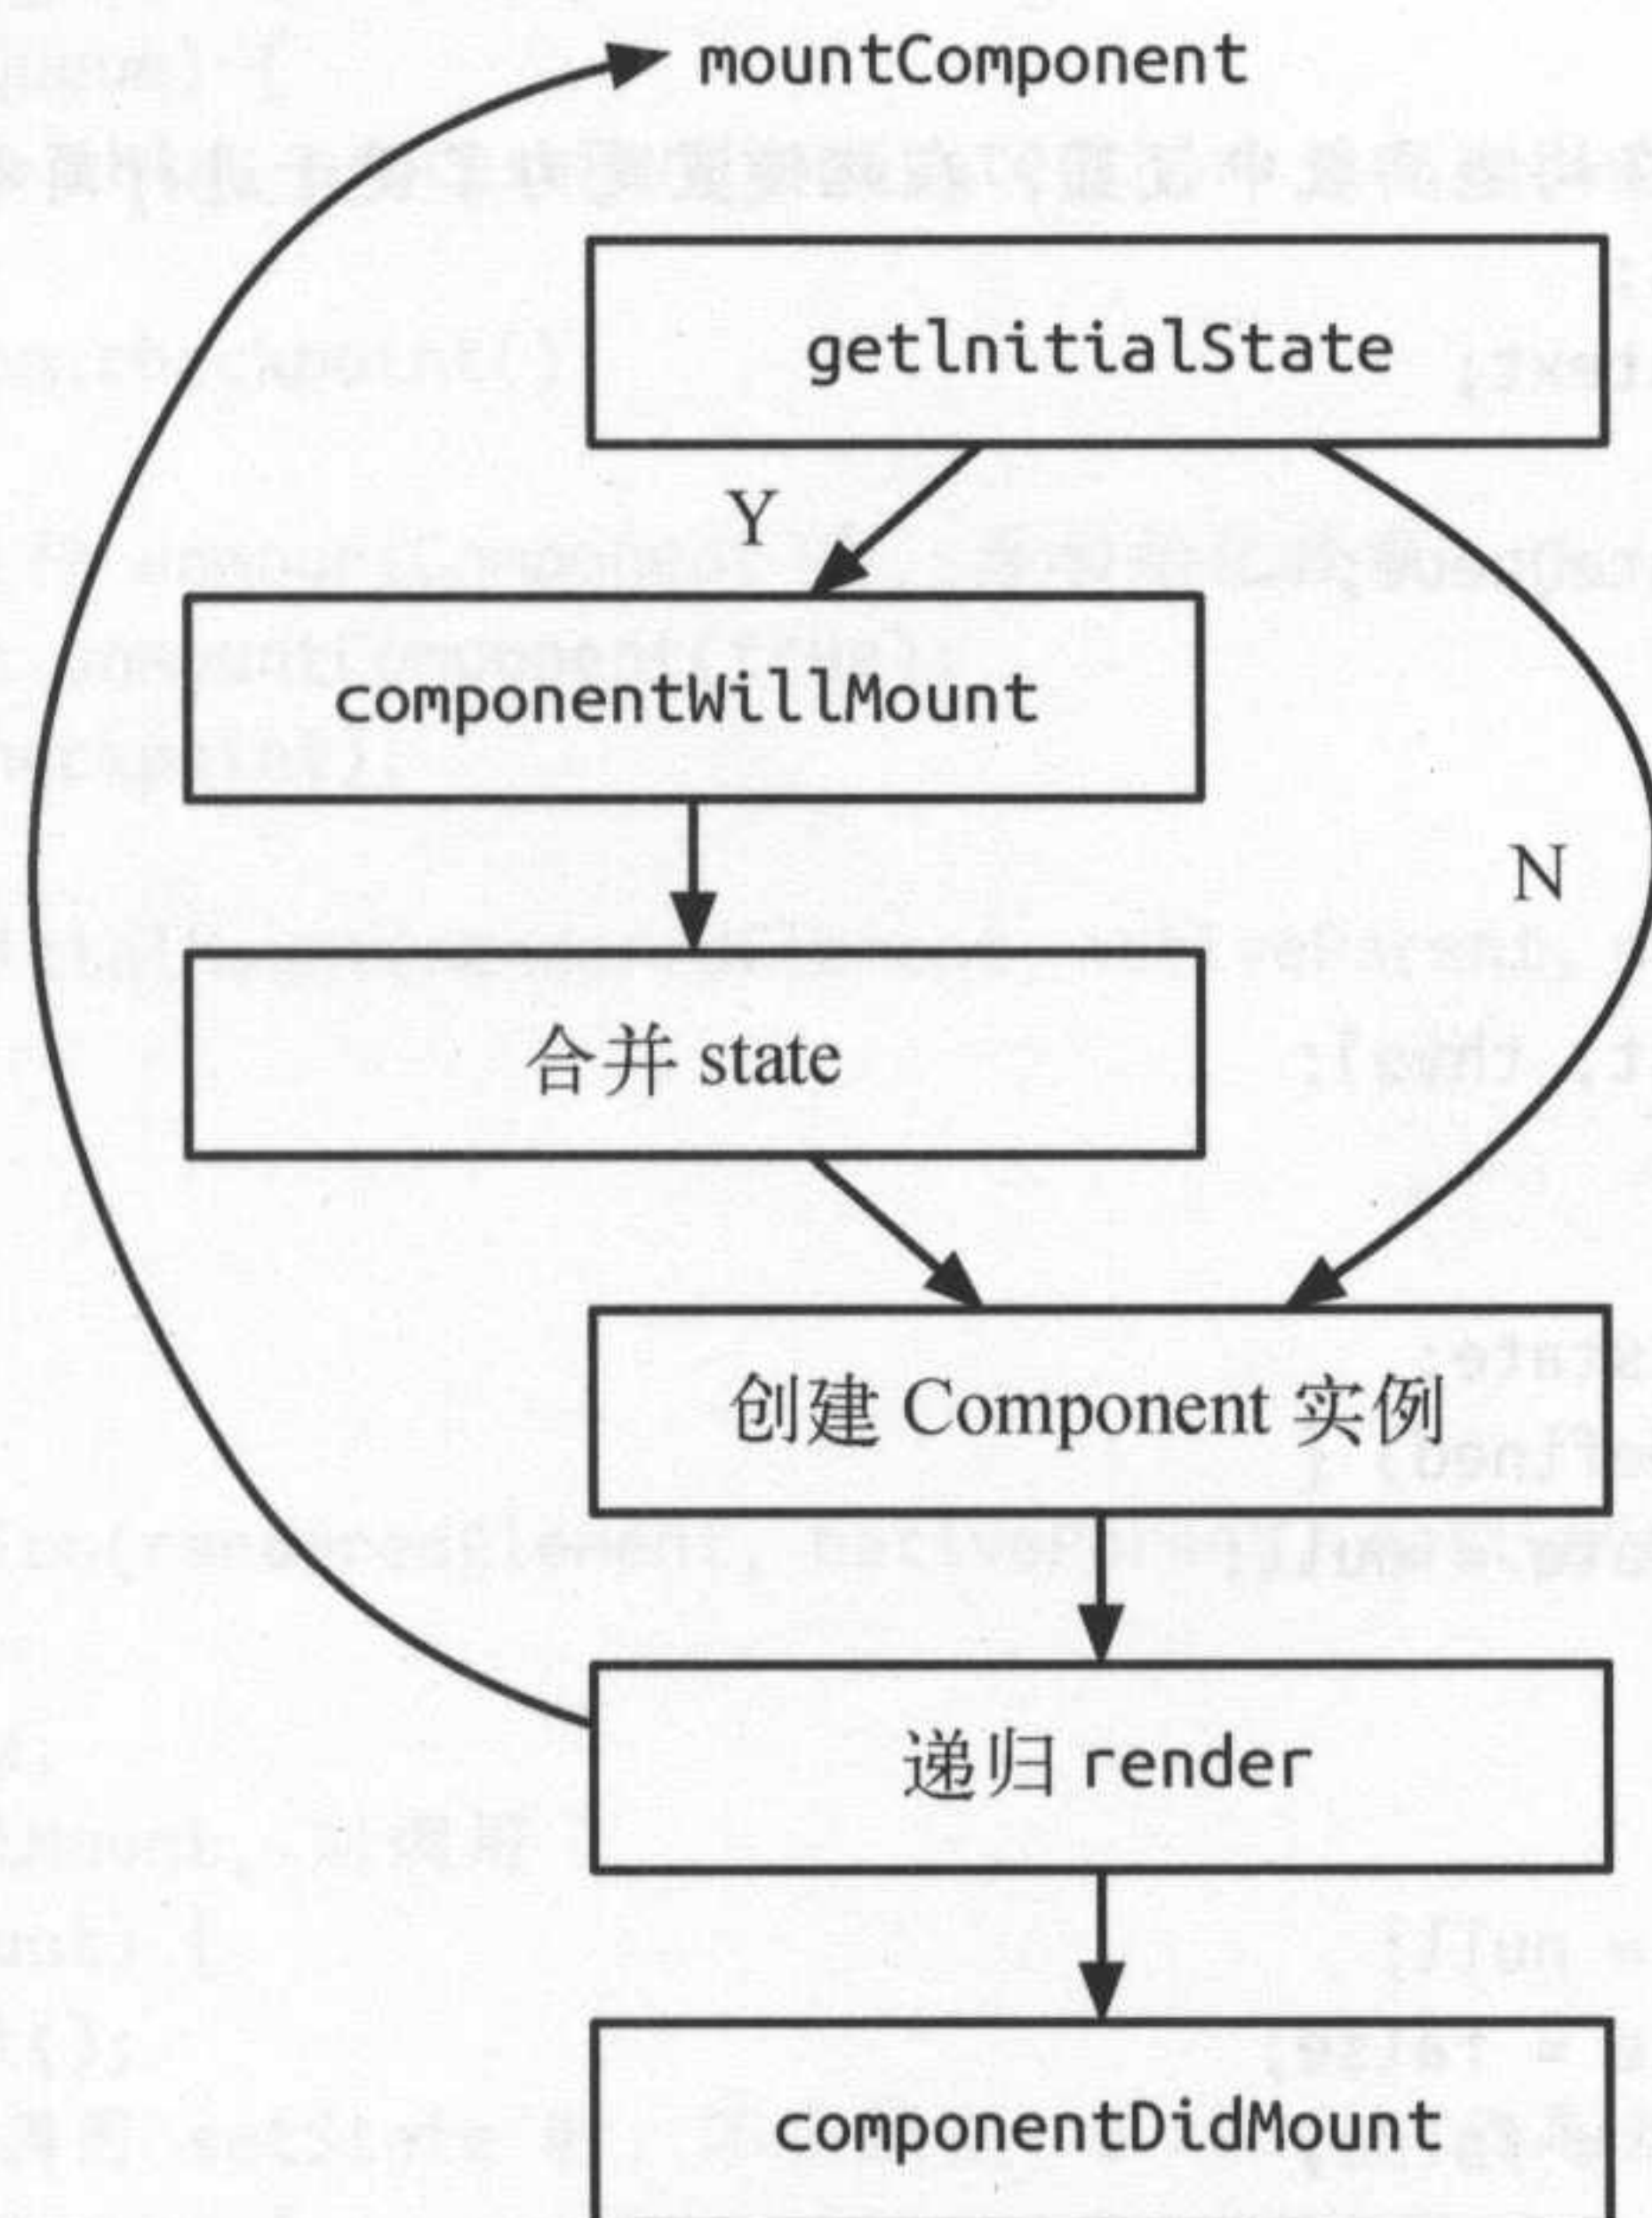 mountComponent
getlnitialState
Y
componentWillMount
N
合并 state
创建 Component 实例
递归 render
componentDidMount